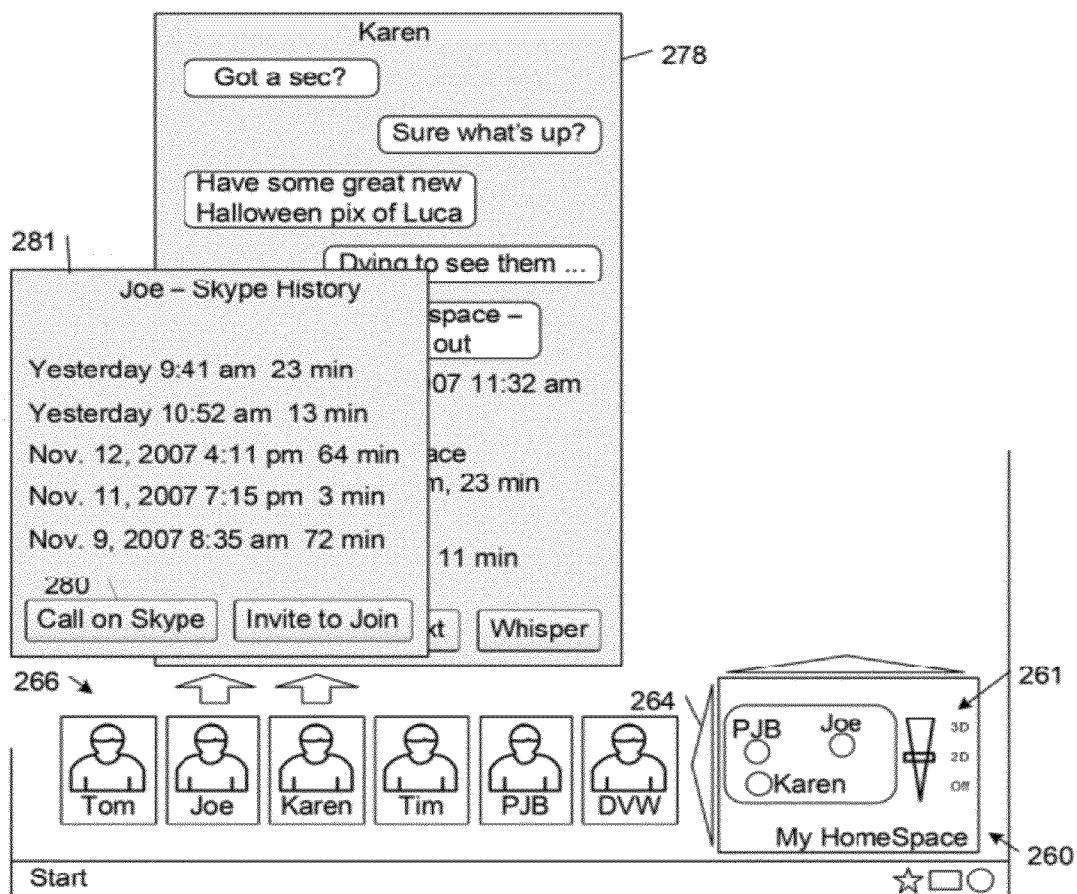 Karen
278
Got a sec?
Sure what's up?
Have some great new
Halloween pix of Luca
Dying to see them ...
281
Joe – Skype History
space –
out
Yesterday 9:41 am 23 min
07 11:32 am
Yesterday 10:52 am 13 min
Nov. 12, 2007 4:11 pm 64 min
ace
Nov. 11, 2007 7:15 pm 3 min
m, 23 min
Nov. 9, 2007 8:35 am 72 min
11 min
280
Call on Skype
Invite to Join
xt
Whisper
266
264
261
Tom
Joe
Karen
Tim
PJB
DVW
PJB
Joe
Karen
3D
2D
Off
My HomeSpace
260
Start